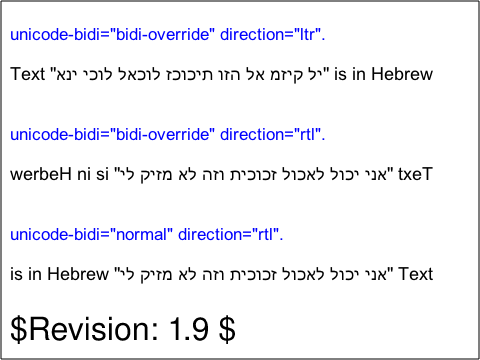 unicode-bidi="bidi-override" direction="ltr".
Text "יל קיזמ אל הזו תיכוכז לוכאל לוכי ינא" is in Hebrew
unicode-bidi="bidi-override" direction="rtl".
werbeH ni si "אני יכול לאכול זכוכית וזה לא מזיק לי" txeT
unicode-bidi="normal" direction="rtl".
is in Hebrew "אני יכול לאכול זכוכית וזה לא מזיק לי" Text
$Revision: 1.9 $